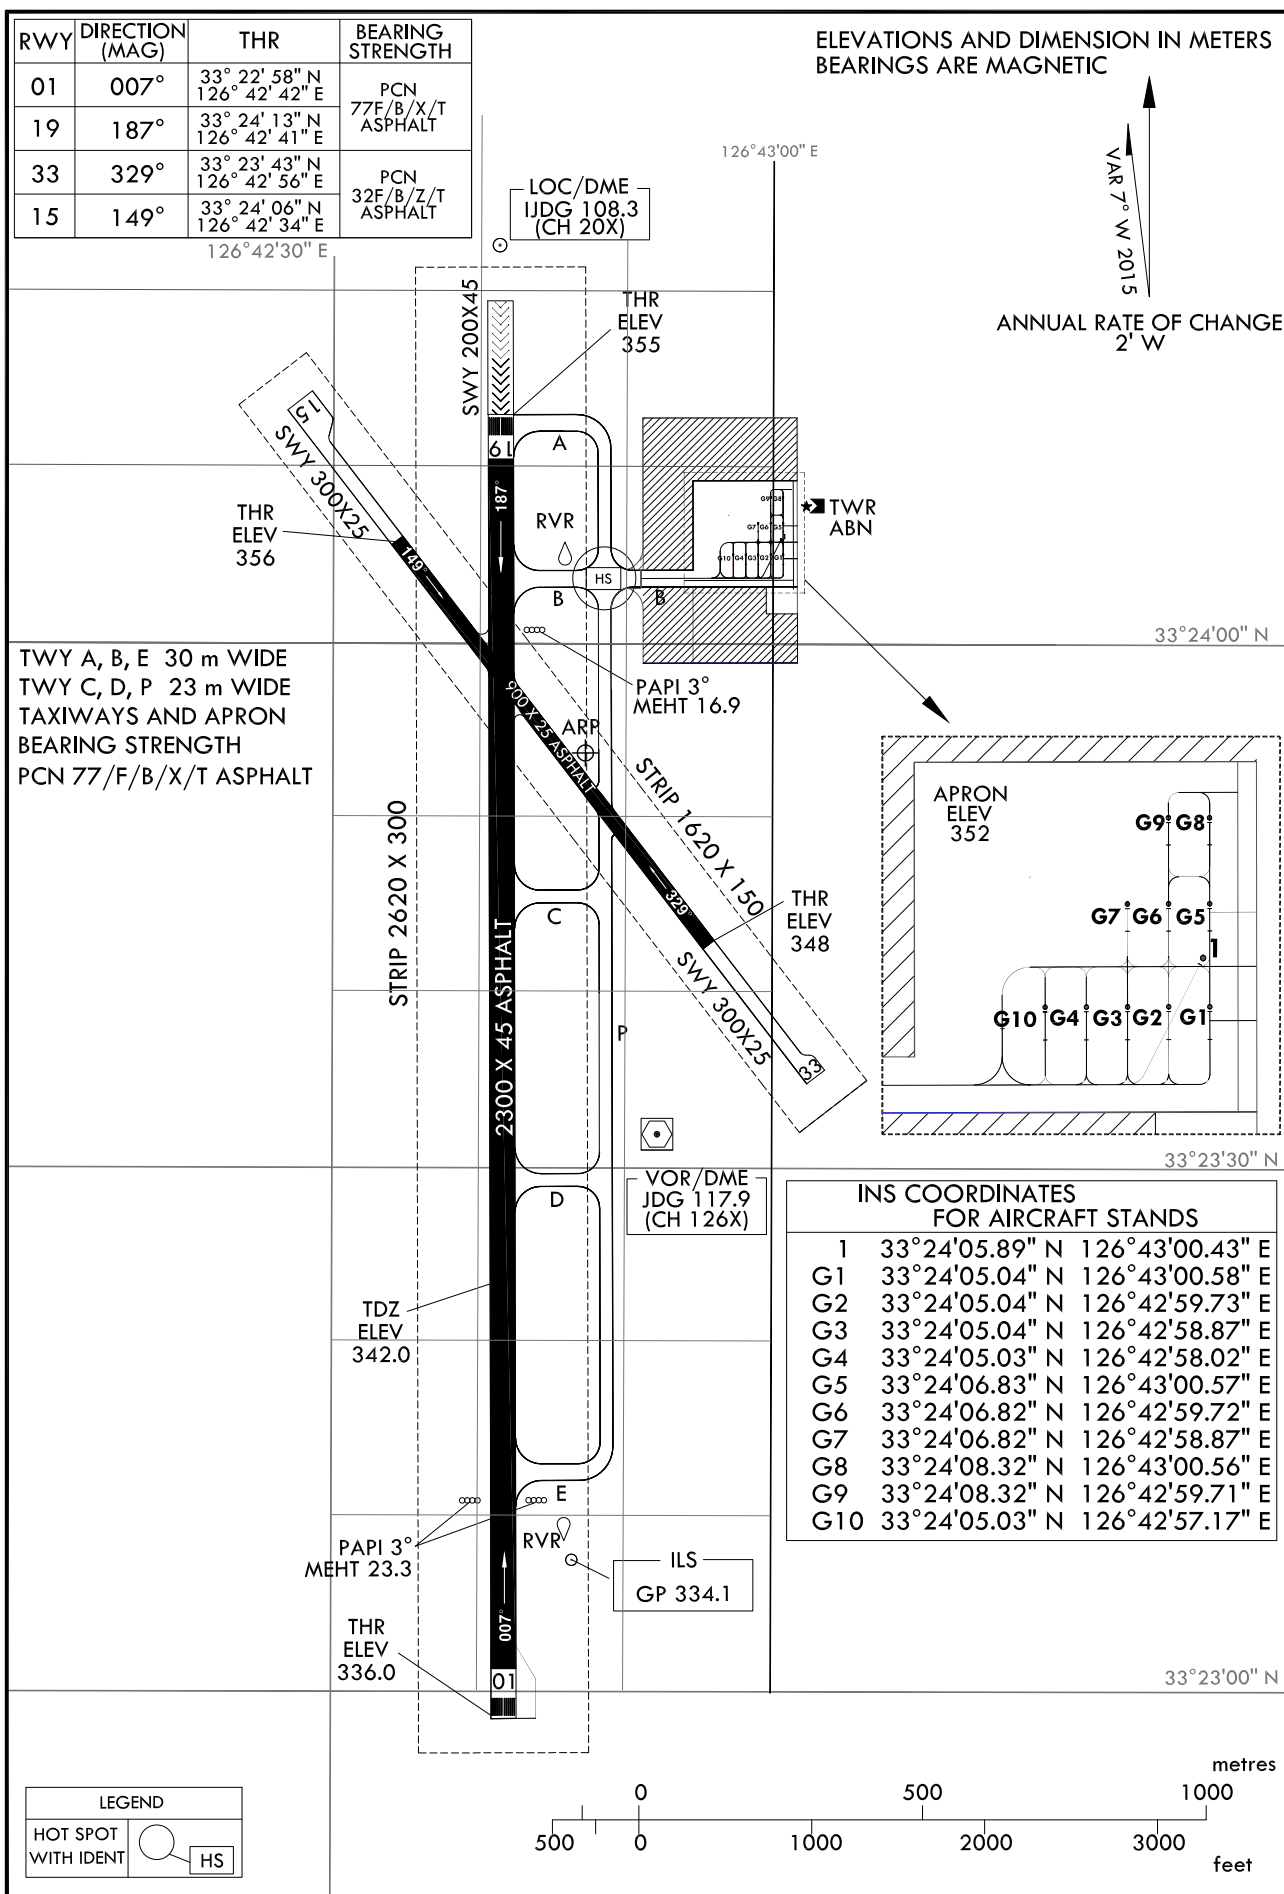 RWY DIRECTION (MAG) THR BEARING STRENGTH
01 007° 33° 22' 58" N 126° 42' 42" E PCN 77F/B/X/T ASPHALT
19 187° 33° 24' 13" N 126° 42' 41" E
33 329° 33° 23' 43" N 126° 42' 56" E PCN 32F/B/Z/T ASPHALT
15 149° 33° 24' 06" N 126° 42' 34" E
ELEVATIONS AND DIMENSION IN METERS
BEARINGS ARE MAGNETIC
VAR 7° W 2015
ANNUAL RATE OF CHANGE
2' W
126°43'00" E
126°42'30" E
LOC/DME
IJDG 108.3
(CH 20X)
SWY 200X45
THR
ELEV
355
15
SWY 300X25
19
187°
A
RVR
THR
ELEV
356
149°
HS
B
B
G9 G8
G7 G6 G5
G10 G4 G3 G2 G1
TWR
ABN
33°24'00" N
TWY A, B, E 30 m WIDE
TWY C, D, P 23 m WIDE
TAXIWAYS AND APRON
BEARING STRENGTH
PCN 77/F/B/X/T ASPHALT
PAPI 3°
MEHT 16.9
900 X 25 ASPHALT
ARP
STRIP 1620 X 150
STRIP 2620 X 300
329°
THR
ELEV
348
C
2300 X 45 ASPHALT
SWY 300X25
P
33
APRON
ELEV
352
G9 G8
G7 G6 G5
1
G10 G4 G3 G2 G1
33°23'30" N
VOR/DME
JDG 117.9
(CH 126X)
D
INS COORDINATES
FOR AIRCRAFT STANDS
1 33°24'05.89" N 126°43'00.43" E
G1 33°24'05.04" N 126°43'00.58" E
G2 33°24'05.04" N 126°42'59.73" E
G3 33°24'05.04" N 126°42'58.87" E
G4 33°24'05.03" N 126°42'58.02" E
G5 33°24'06.83" N 126°43'00.57" E
G6 33°24'06.82" N 126°42'59.72" E
G7 33°24'06.82" N 126°42'58.87" E
G8 33°24'08.32" N 126°43'00.56" E
G9 33°24'08.32" N 126°42'59.71" E
G10 33°24'05.03" N 126°42'57.17" E
TDZ
ELEV
342.0
E
PAPI 3°
MEHT 23.3
RVR
ILS
GP 334.1
007°
THR
ELEV
336.0
01
33°23'00" N
LEGEND
HOT SPOT
WITH IDENT
HS
metres
0 500 1000
500 0 1000 2000 3000
feet